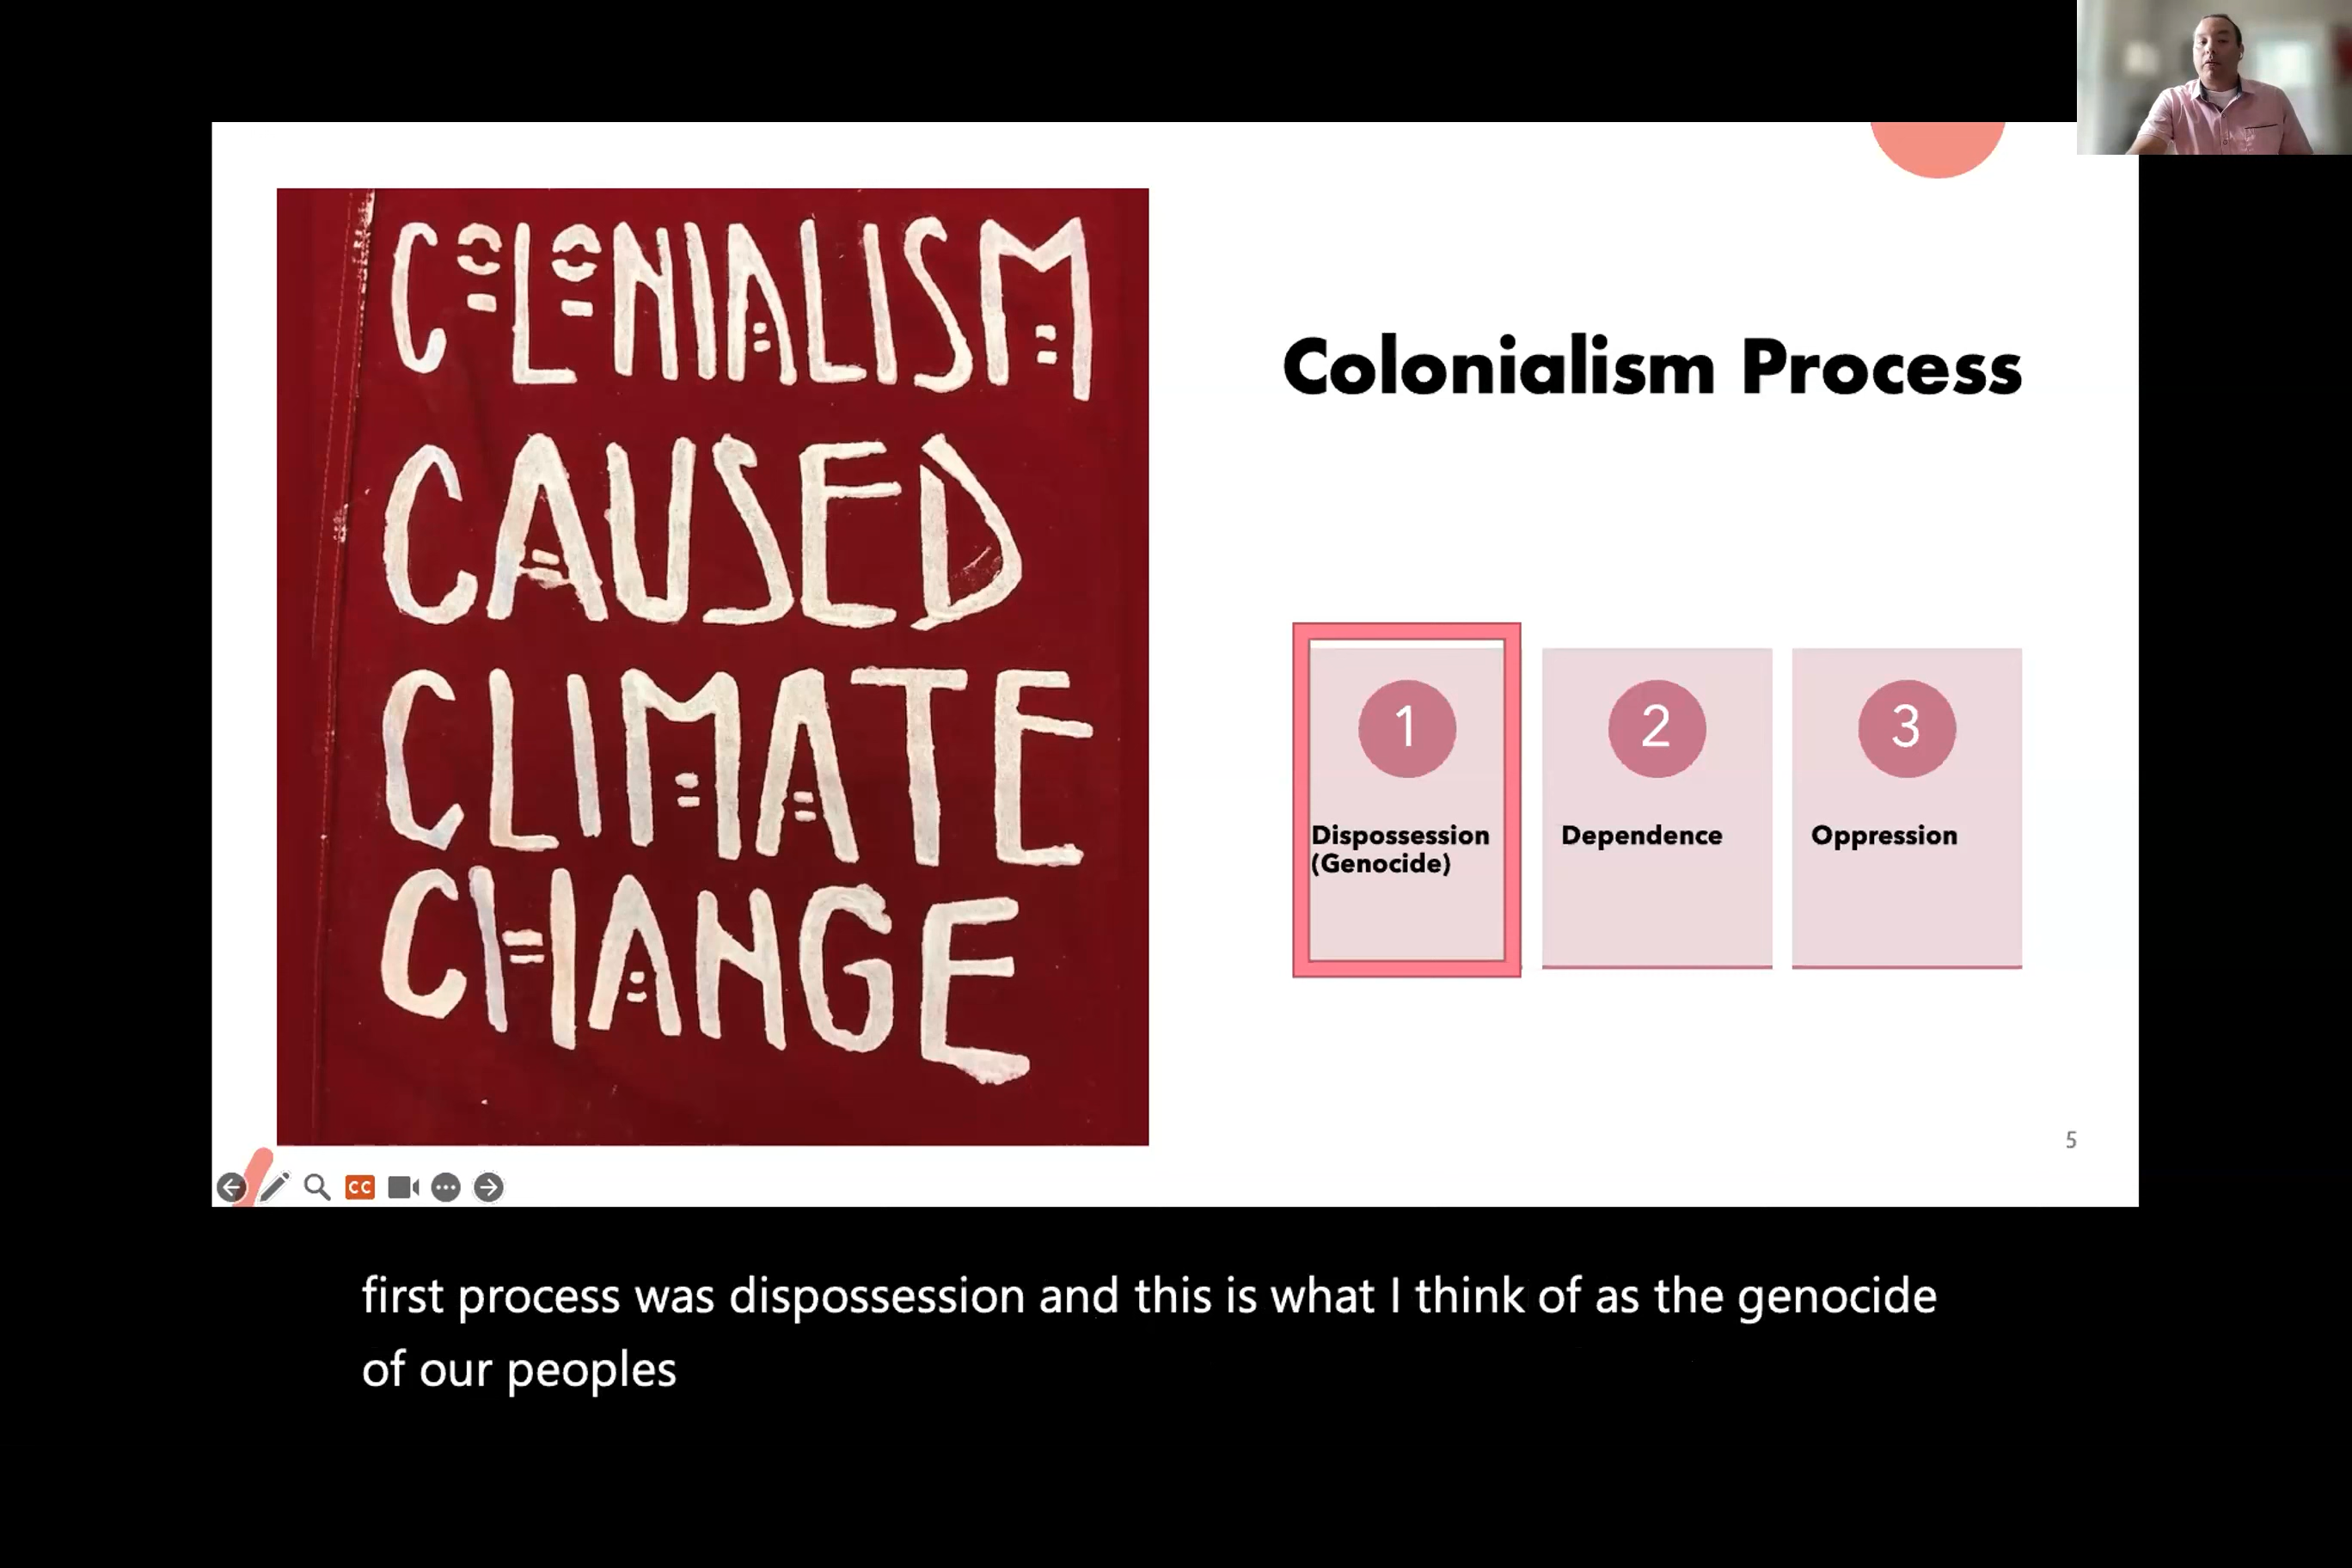 COLONIALISM
CAUSED
CLIMATE
CHANGE
Colonialism Process
1
Dispossession
(Genocide)
2
Dependence
3
Oppression
5
CC
first process was dispossession and this is what I think of as the genocide
of our peoples